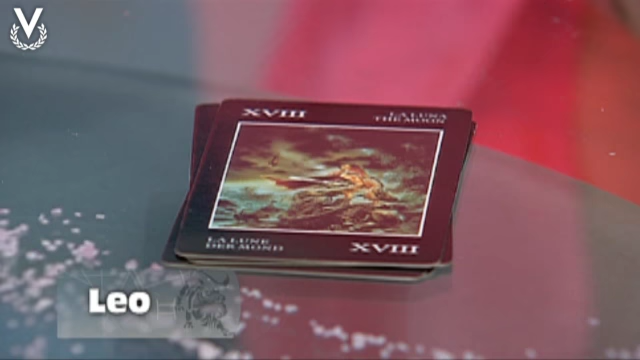 XVIII
LA LUNA
THE MOON
LA LUNE
DER MOND
XVIII
Leo